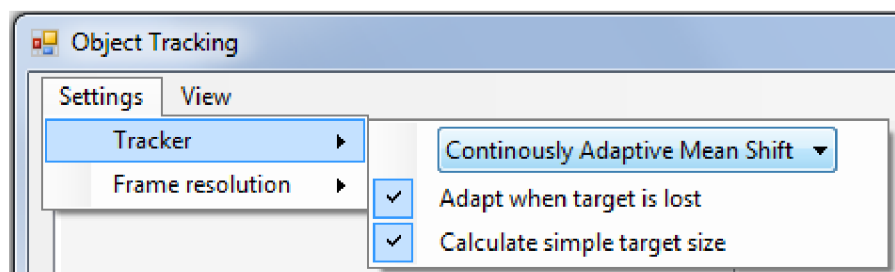 Object Tracking
Settings View
Tracker
Continously Adaptive Mean Shift
Frame resolution
Adapt when target is lost
Calculate simple target size